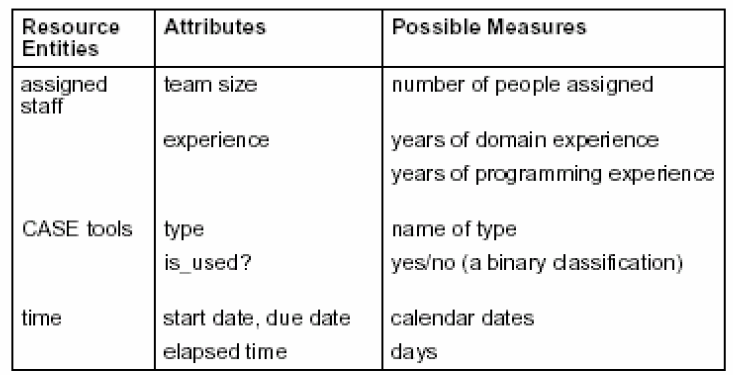 Resource Entities | Attributes | Possible Measures
assigned staff | team size | number of people assigned
experience | years of domain experience
years of programming experience
CASE tools | type | name of type
is_used? | yes/no (a binary classification)
time | start date, due date | calendar dates
elapsed time | days